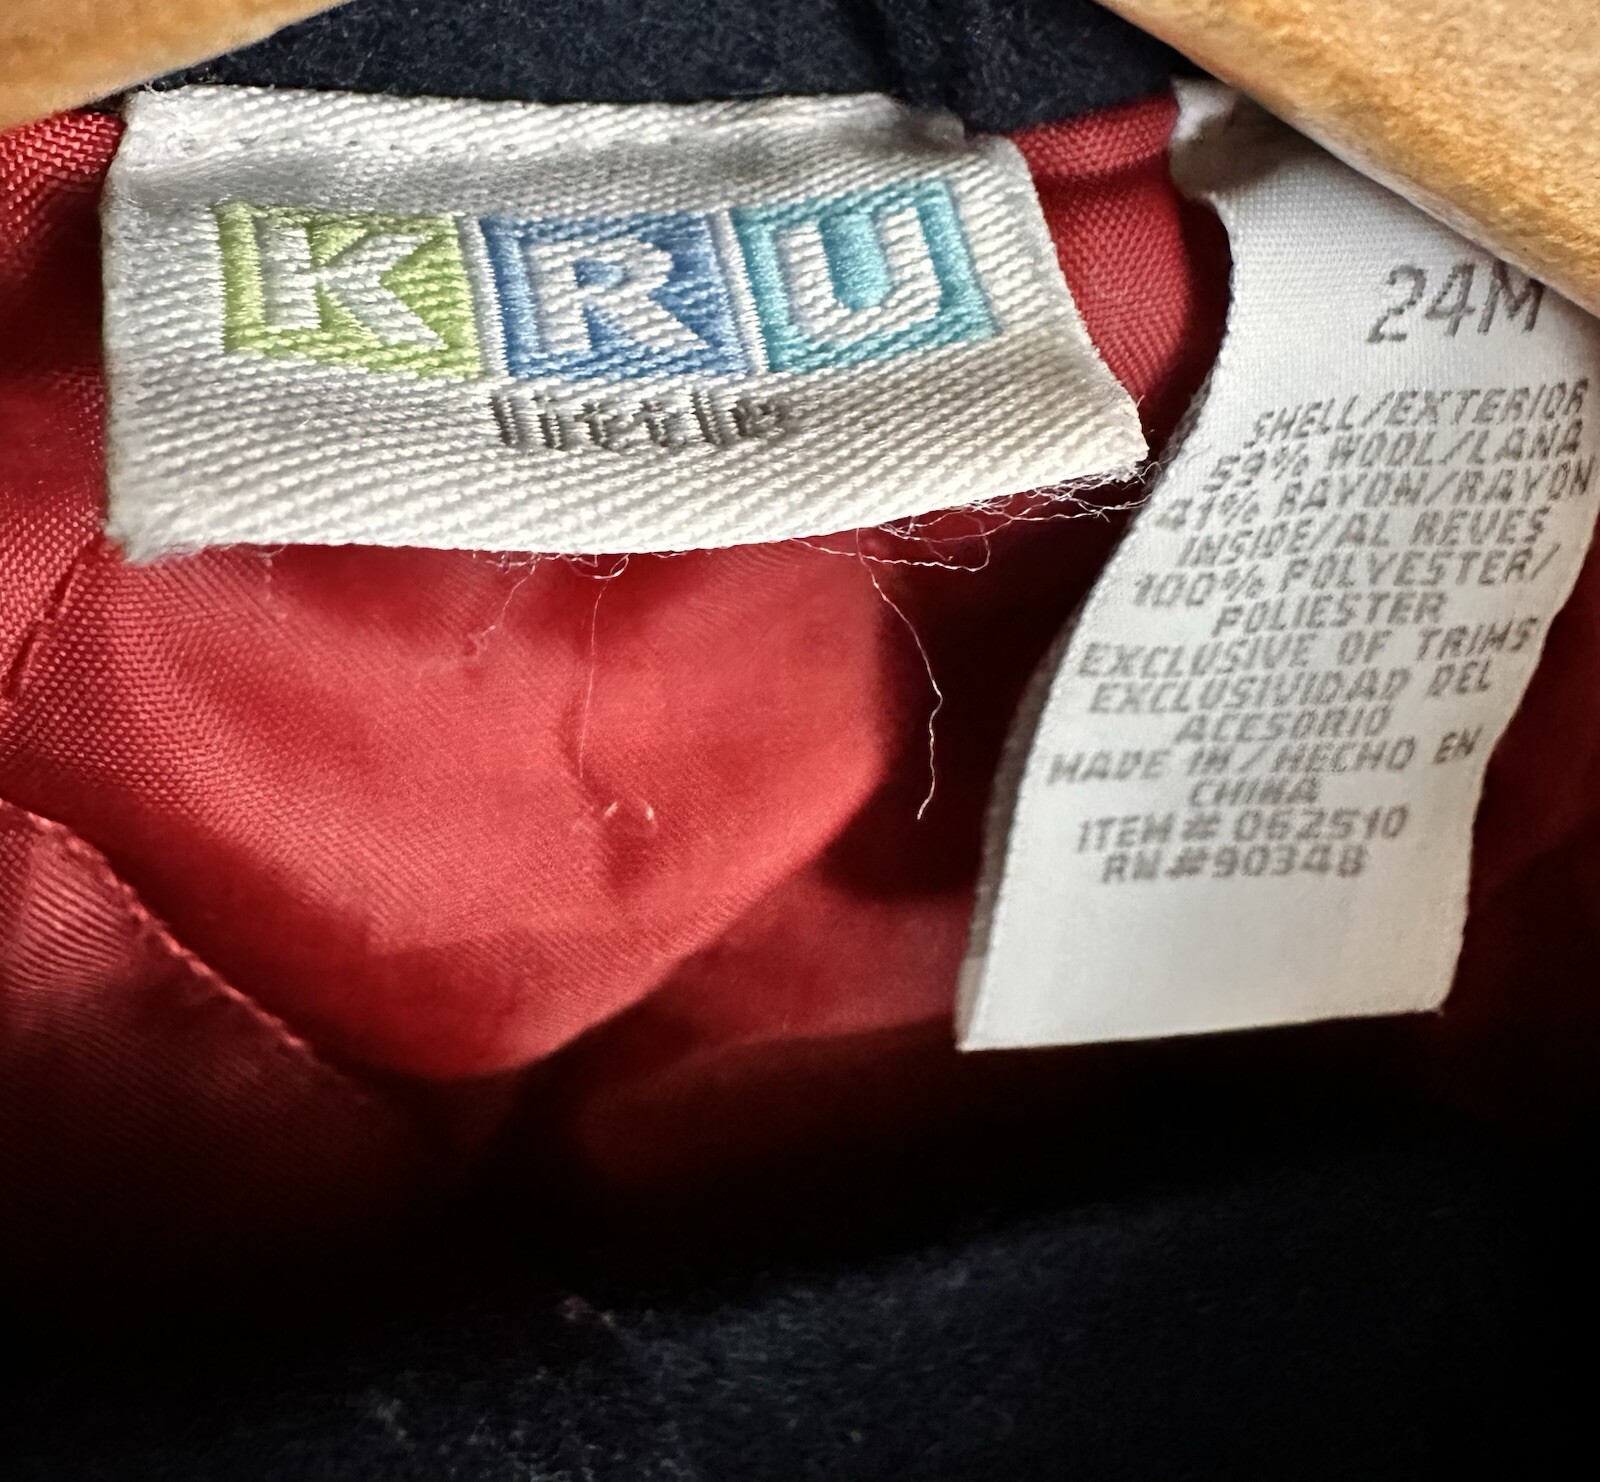 KRU
little
24M
SHELL/EXTERIOR
59% WOOL/LANA
41% RAYON/RAYON
INSIDE/AL REVES
100% POLYESTER/
POLIESTER
EXCLUSIVE OF TRIMS
EXCLUSIVIDAD DEL
ACESORIO
MADE IN/HECHO EN
CHINA
ITEM# 062510
RN#90348